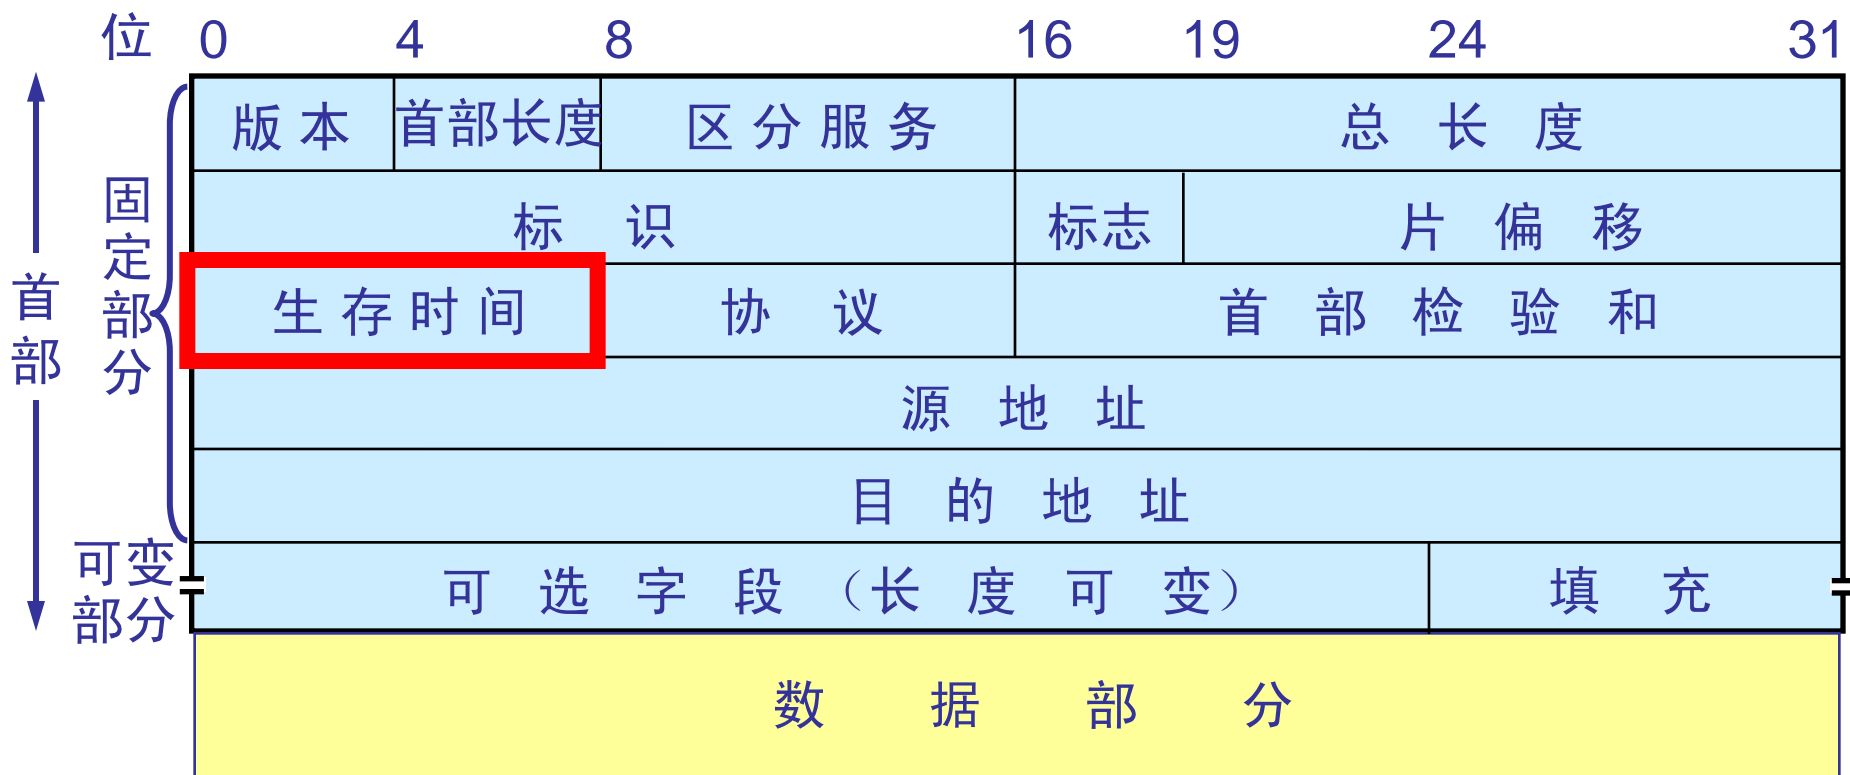 位 0 4 8 16 19 24 31
版本 首部长度 区分服务 总长度
标识 标志 片偏移
生存时间 协议 首部检验和
源地址
目的地址
可选字段（长度可变） 填充
数据部分
首部
固定部分
可变
部分